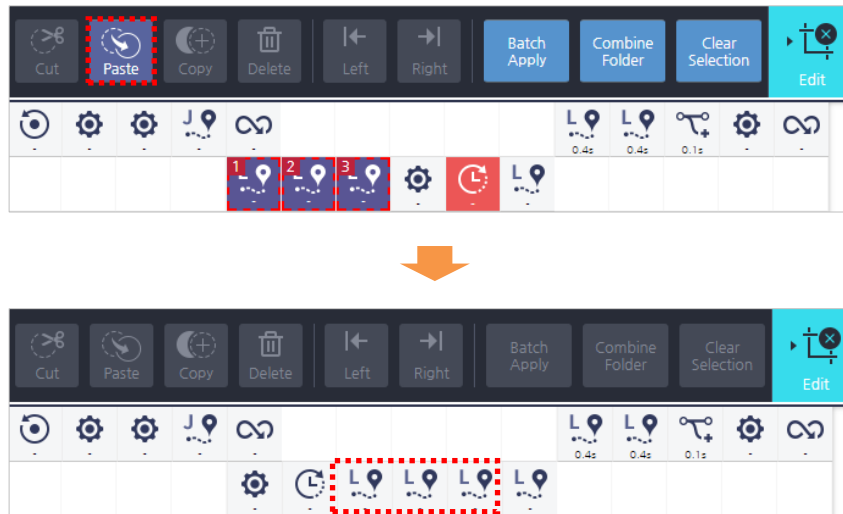 Cut Paste Copy Delete Left Right Batch Apply Combine Folder Clear Selection Edit
J L L
0.4s 0.4s 0.1s
1 L 2 L 3 L L
Cut Paste Copy Delete Left Right Batch Apply Combine Folder Clear Selection Edit
J L L
0.4s 0.4s 0.1s
L L L L